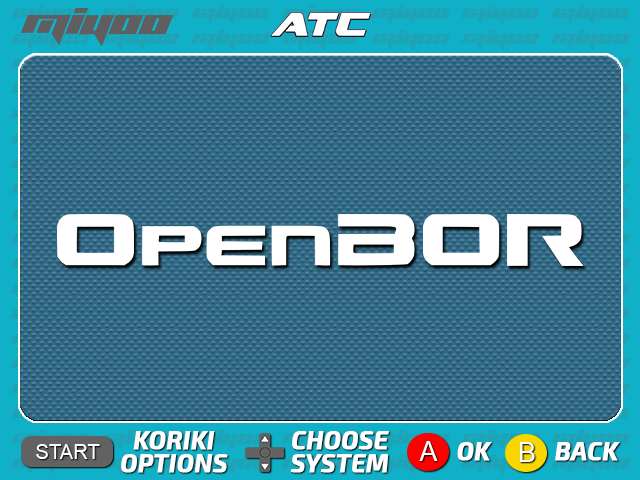 miyoo
ATC
OpenBOR
START
KORIKI
OPTIONS
CHOOSE
SYSTEM
A
OK
B
BACK